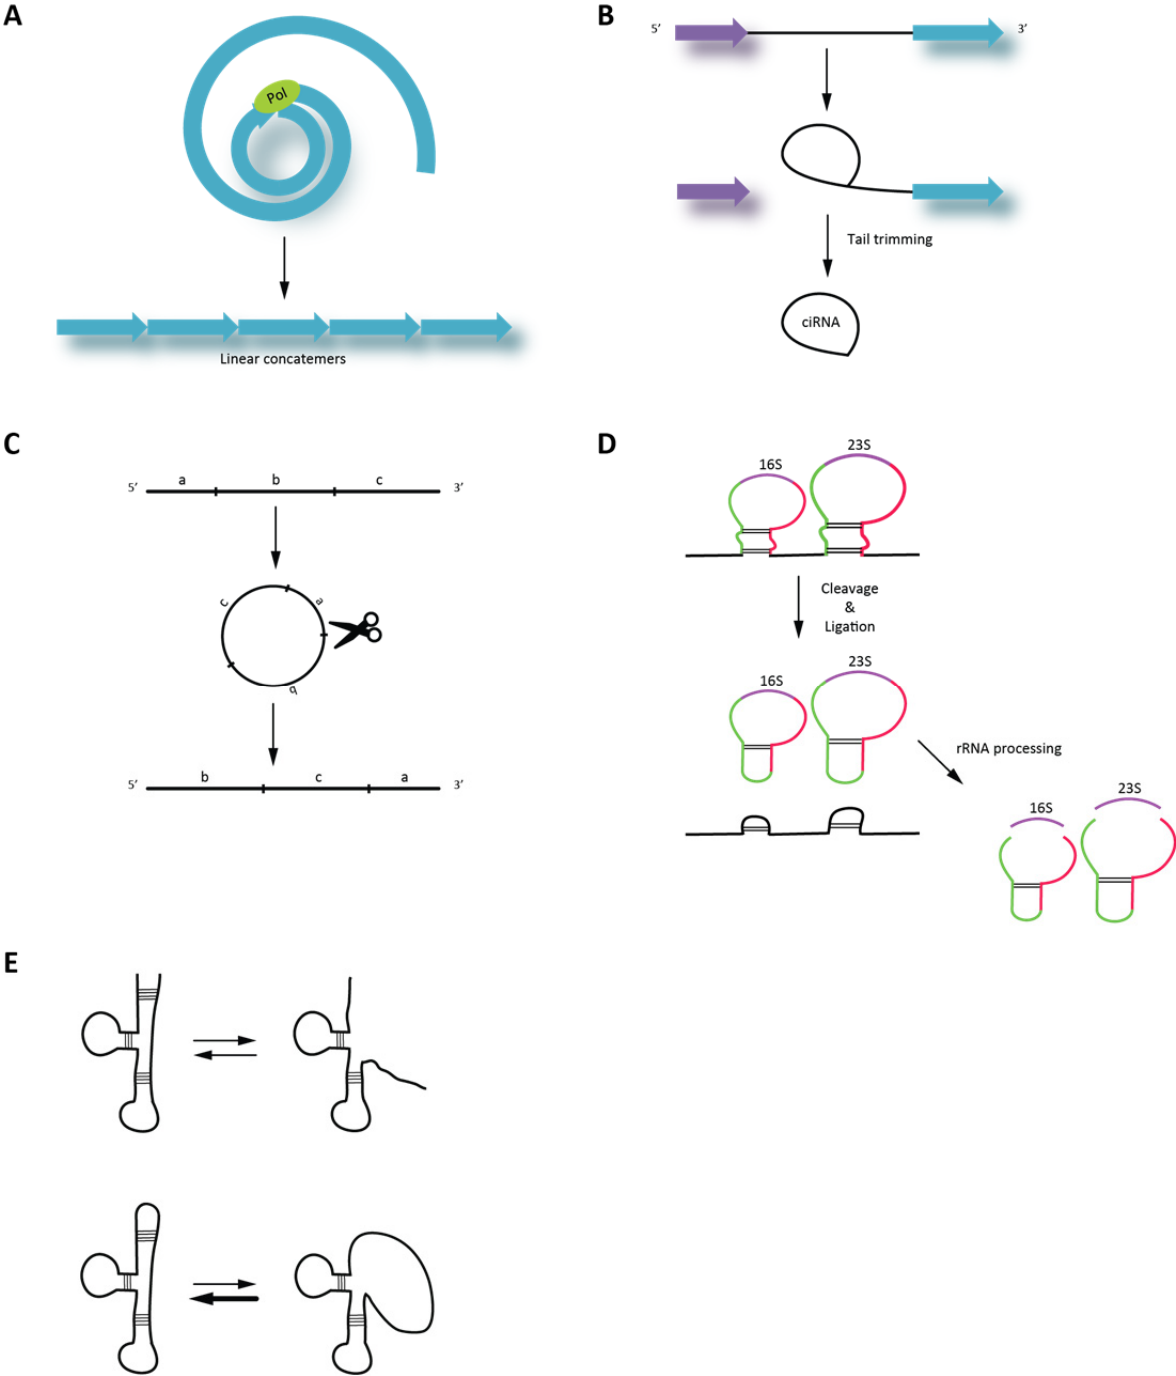 A
Pol
Linear concatemers
B
5’ 3’
Tail trimming
ciRNA
C
a b c
5’ 3’
c a
b
b c a
5’ 3’
D
23S
16S
Cleavage
&
Ligation
23S
16S
rRNA processing
23S
16S
E